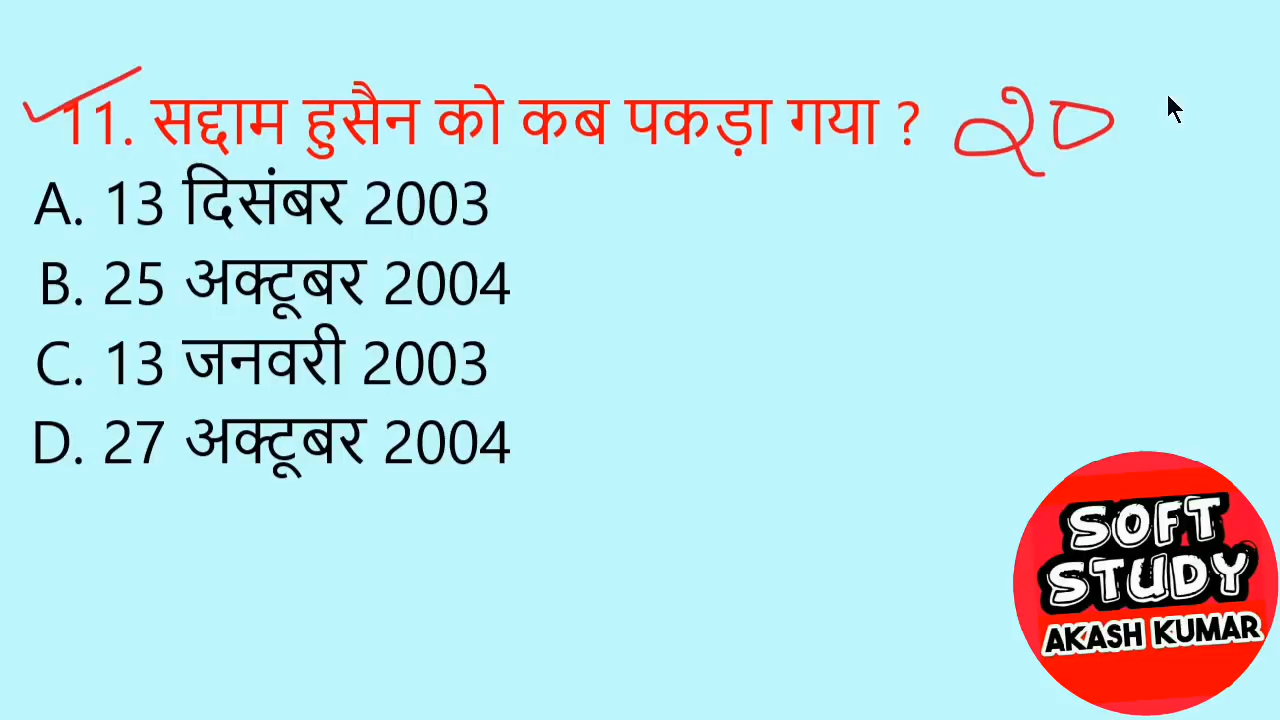 11. सद्दाम हुसैन को कब पकड़ा गया ? २०
A. 13 दिसंबर 2003
B. 25 अक्टूबर 2004
C. 13 जनवरी 2003
D. 27 अक्टूबर 2004
SOFT
STUDY
AKASH KUMAR